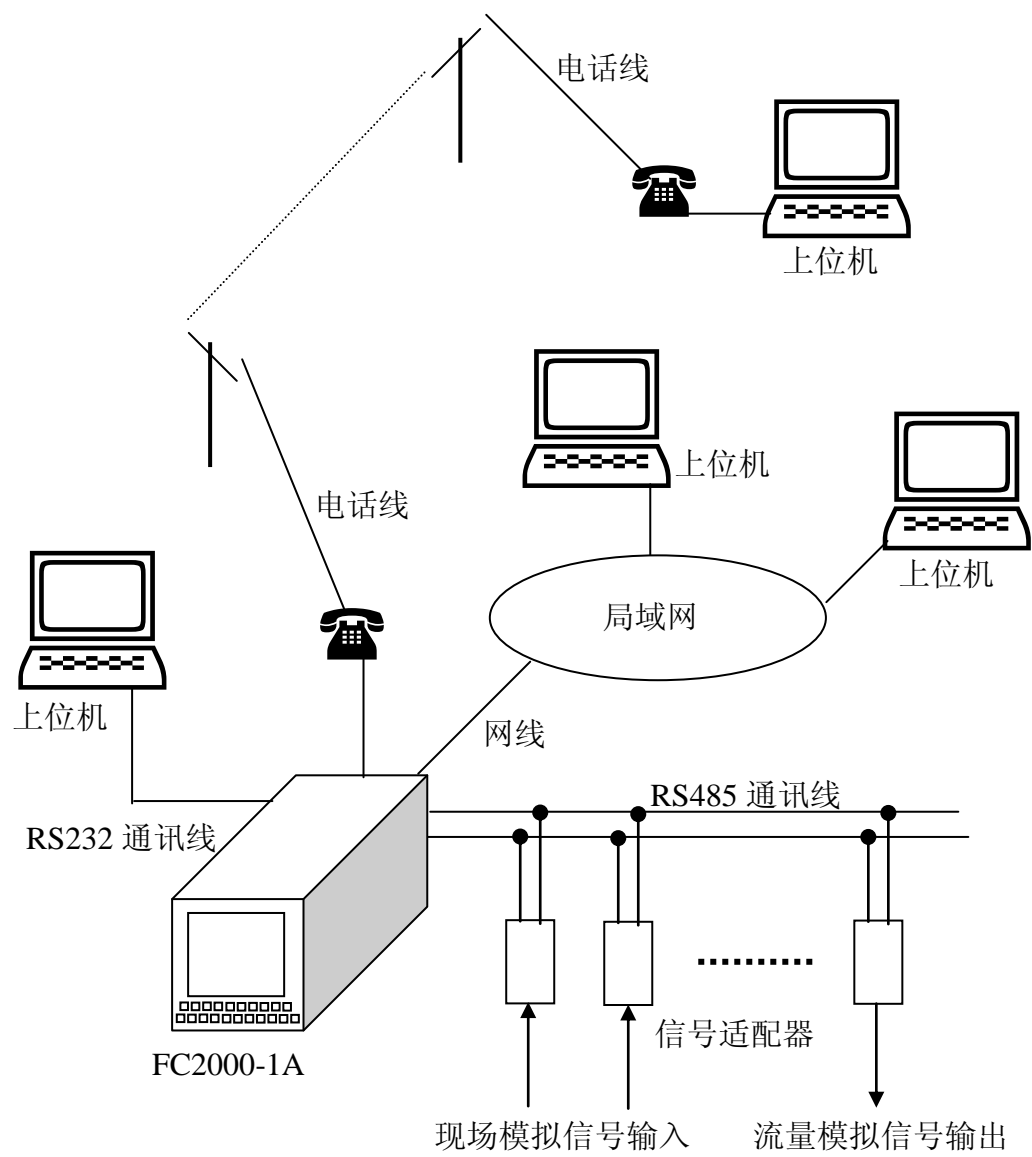 电话线
上位机
上位机
电话线
上位机
局域网
上位机
网线
RS485 通讯线
RS232 通讯线
信号适配器
FC2000-1A
现场模拟信号输入
流量模拟信号输出